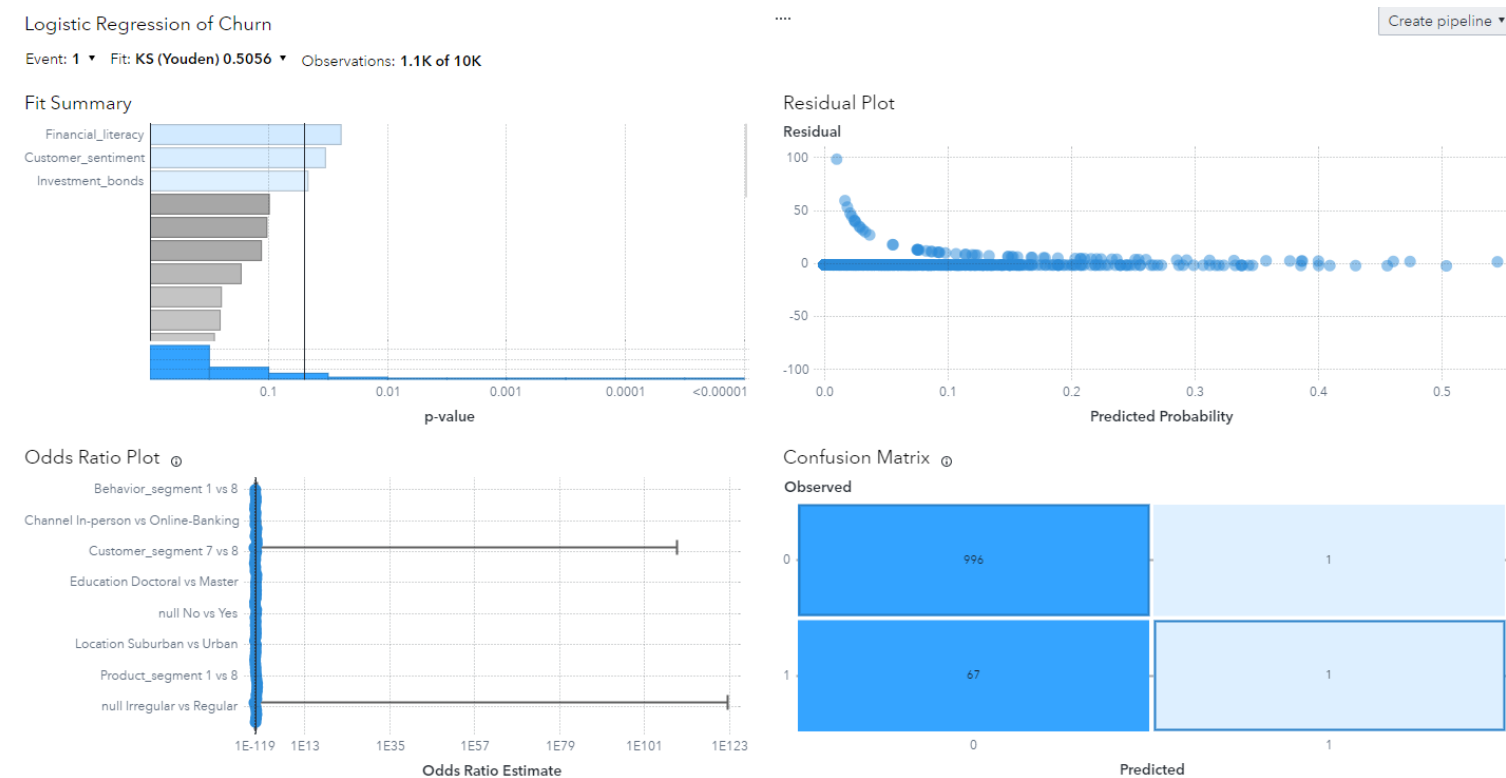 Logistic Regression of Churn
....
Create pipeline
Event: 1 Fit: KS (Youden) 0.5056 Observations: 1.1K of 10K
Fit Summary
Financial_literacy
Customer_sentiment
Investment_bonds
0.1 0.01 0.001 0.0001 <0.00001
p-value
Residual Plot
Residual
100
50
0
-50
-100
0.0 0.1 0.2 0.3 0.4 0.5
Predicted Probability
Odds Ratio Plot
Behavior_segment 1 vs 8
Channel In-person vs Online-Banking
Customer_segment 7 vs 8
Education Doctoral vs Master
null No vs Yes
Location Suburban vs Urban
Product_segment 1 vs 8
null Irregular vs Regular
1E-119 1E13 1E35 1E57 1E79 1E101 1E123
Odds Ratio Estimate
Confusion Matrix
Observed
0 996 1
1 67 1
0 1
Predicted